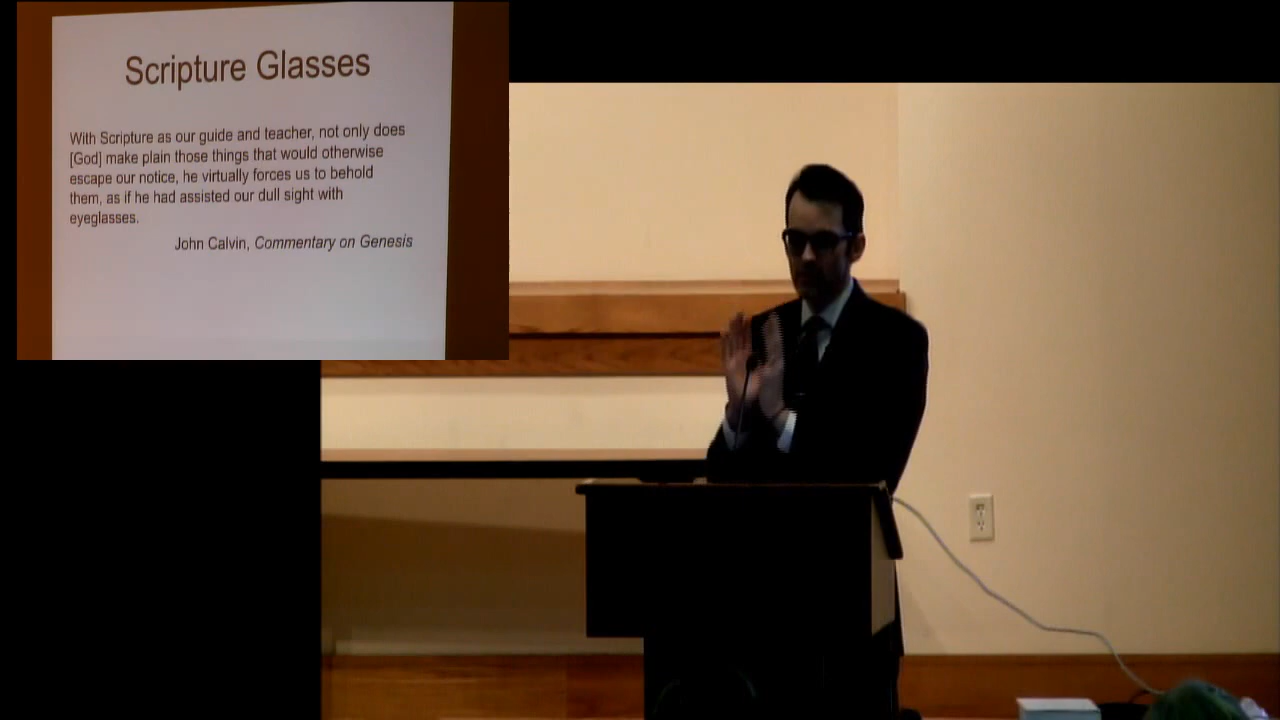 Scripture Glasses
With Scripture as our guide and teacher, not only does
[God] make plain those things that would otherwise
escape our notice, he virtually forces us to behold
them, as if he had assisted our dull sight with
eyeglasses.
John Calvin, Commentary on Genesis